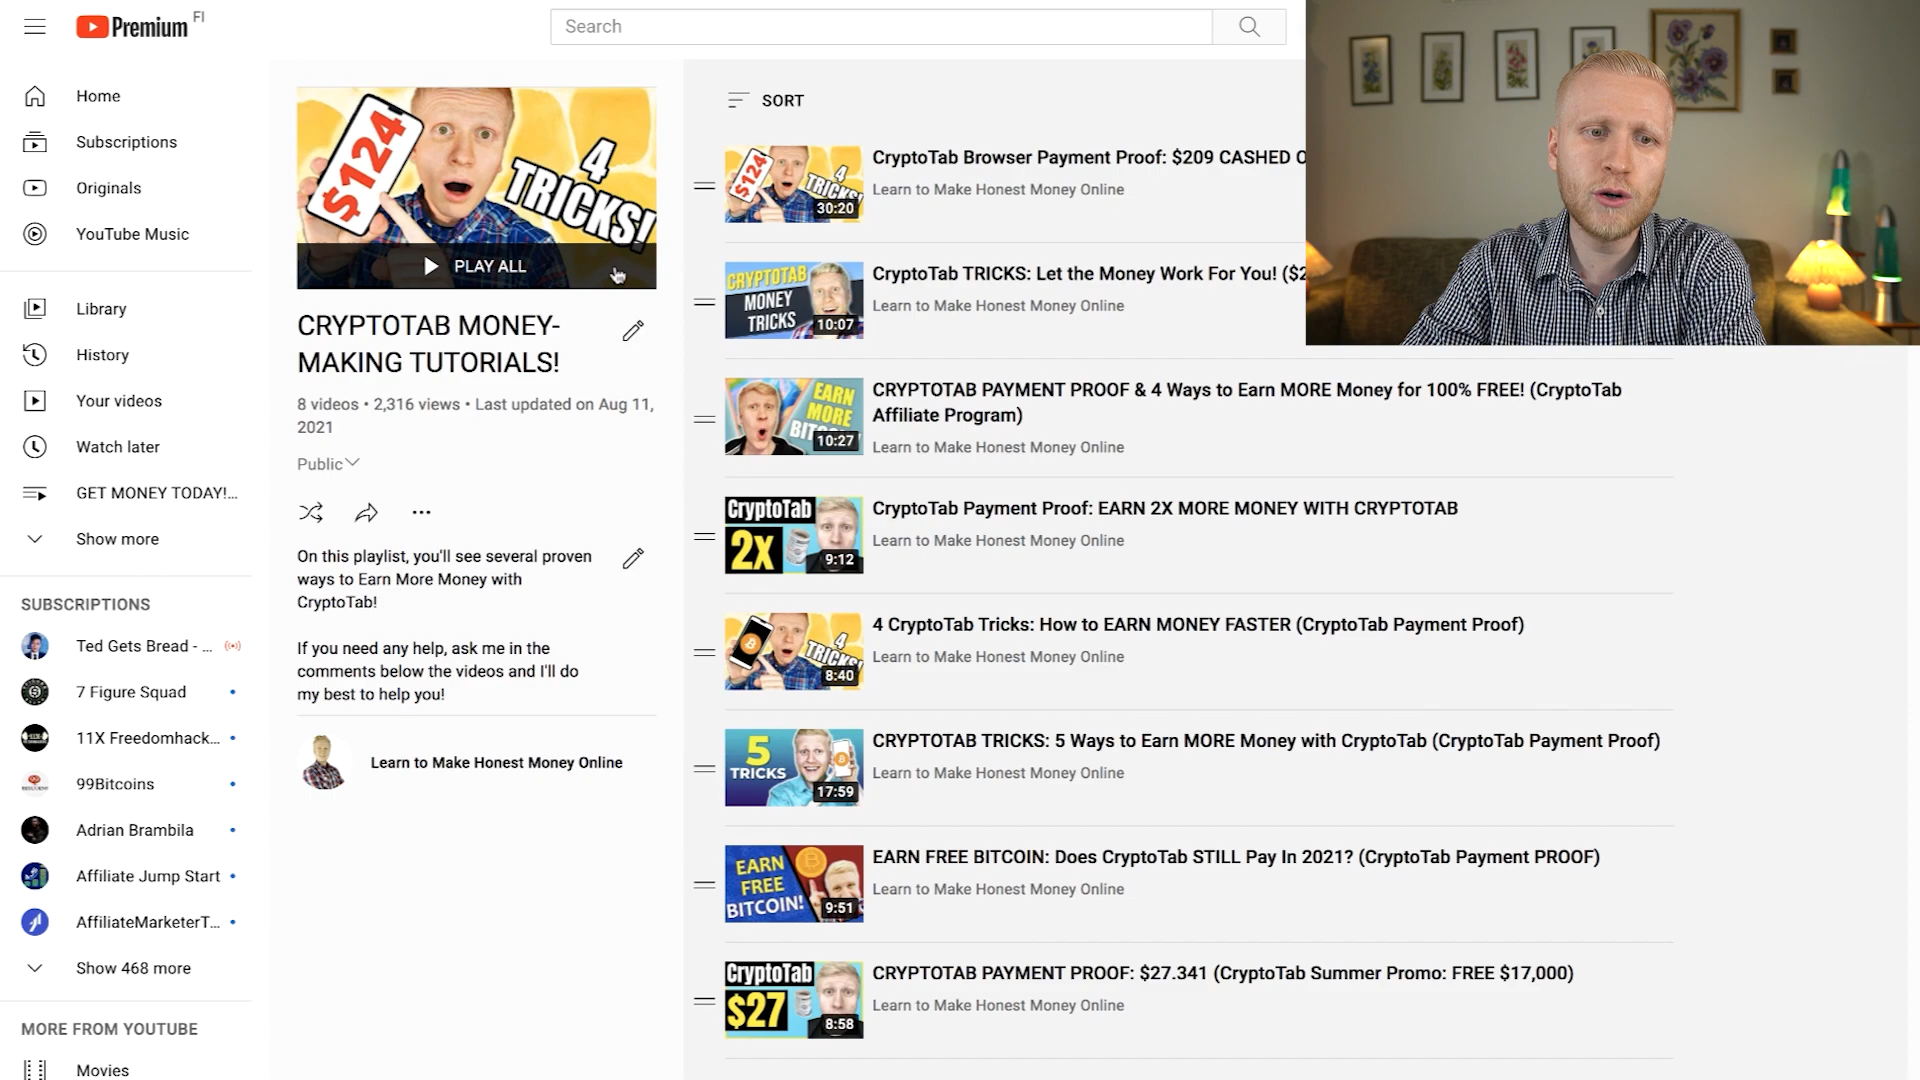 Premium FI
Search
Home
Subscriptions
Originals
YouTube Music
Library
History
Your videos
Watch later
GET MONEY TODAY!...
Show more
SUBSCRIPTIONS
Ted Gets Bread - ...
7 Figure Squad
11X Freedomhack...
99Bitcoins
Adrian Brambila
Affiliate Jump Start
AffiliateMarketerT...
Show 468 more
MORE FROM YOUTUBE
Movies
$124
4
TRICKS!
PLAY ALL
CRYPTOTAB MONEY-
MAKING TUTORIALS!
8 videos • 2,316 views • Last updated on Aug 11,
2021
Public
On this playlist, you'll see several proven
ways to Earn More Money with
CryptoTab!
If you need any help, ask me in the
comments below the videos and I'll do
my best to help you!
Learn to Make Honest Money Online
SORT
$124
4
TRICKS!
30:20
CryptoTab Browser Payment Proof: $209 CASHED O
Learn to Make Honest Money Online
CRYPTOTAB
MONEY
TRICKS
10:07
CryptoTab TRICKS: Let the Money Work For You! ($2
Learn to Make Honest Money Online
EARN
MORE
BITC
10:27
CRYPTOTAB PAYMENT PROOF & 4 Ways to Earn MORE Money for 100% FREE! (CryptoTab
Affiliate Program)
Learn to Make Honest Money Online
CryptoTab
2X
9:12
CryptoTab Payment Proof: EARN 2X MORE MONEY WITH CRYPTOTAB
Learn to Make Honest Money Online
4
TRICKS!
8:40
4 CryptoTab Tricks: How to EARN MONEY FASTER (CryptoTab Payment Proof)
Learn to Make Honest Money Online
5
TRICKS
17:59
CRYPTOTAB TRICKS: 5 Ways to Earn MORE Money with CryptoTab (CryptoTab Payment Proof)
Learn to Make Honest Money Online
EARN
FREE
BITCOIN!
9:51
EARN FREE BITCOIN: Does CryptoTab STILL Pay In 2021? (CryptoTab Payment PROOF)
Learn to Make Honest Money Online
CryptoTab
$27
8:58
CRYPTOTAB PAYMENT PROOF: $27.341 (CryptoTab Summer Promo: FREE $17,000)
Learn to Make Honest Money Online